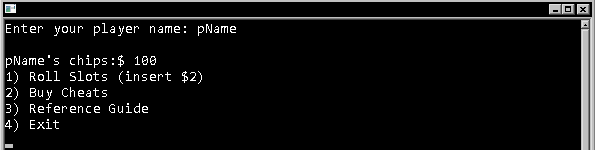 Enter your player name: pName
pName's chips:$ 100
1) Roll Slots (insert $2)
2) Buy Cheats
3) Reference Guide
4) Exit